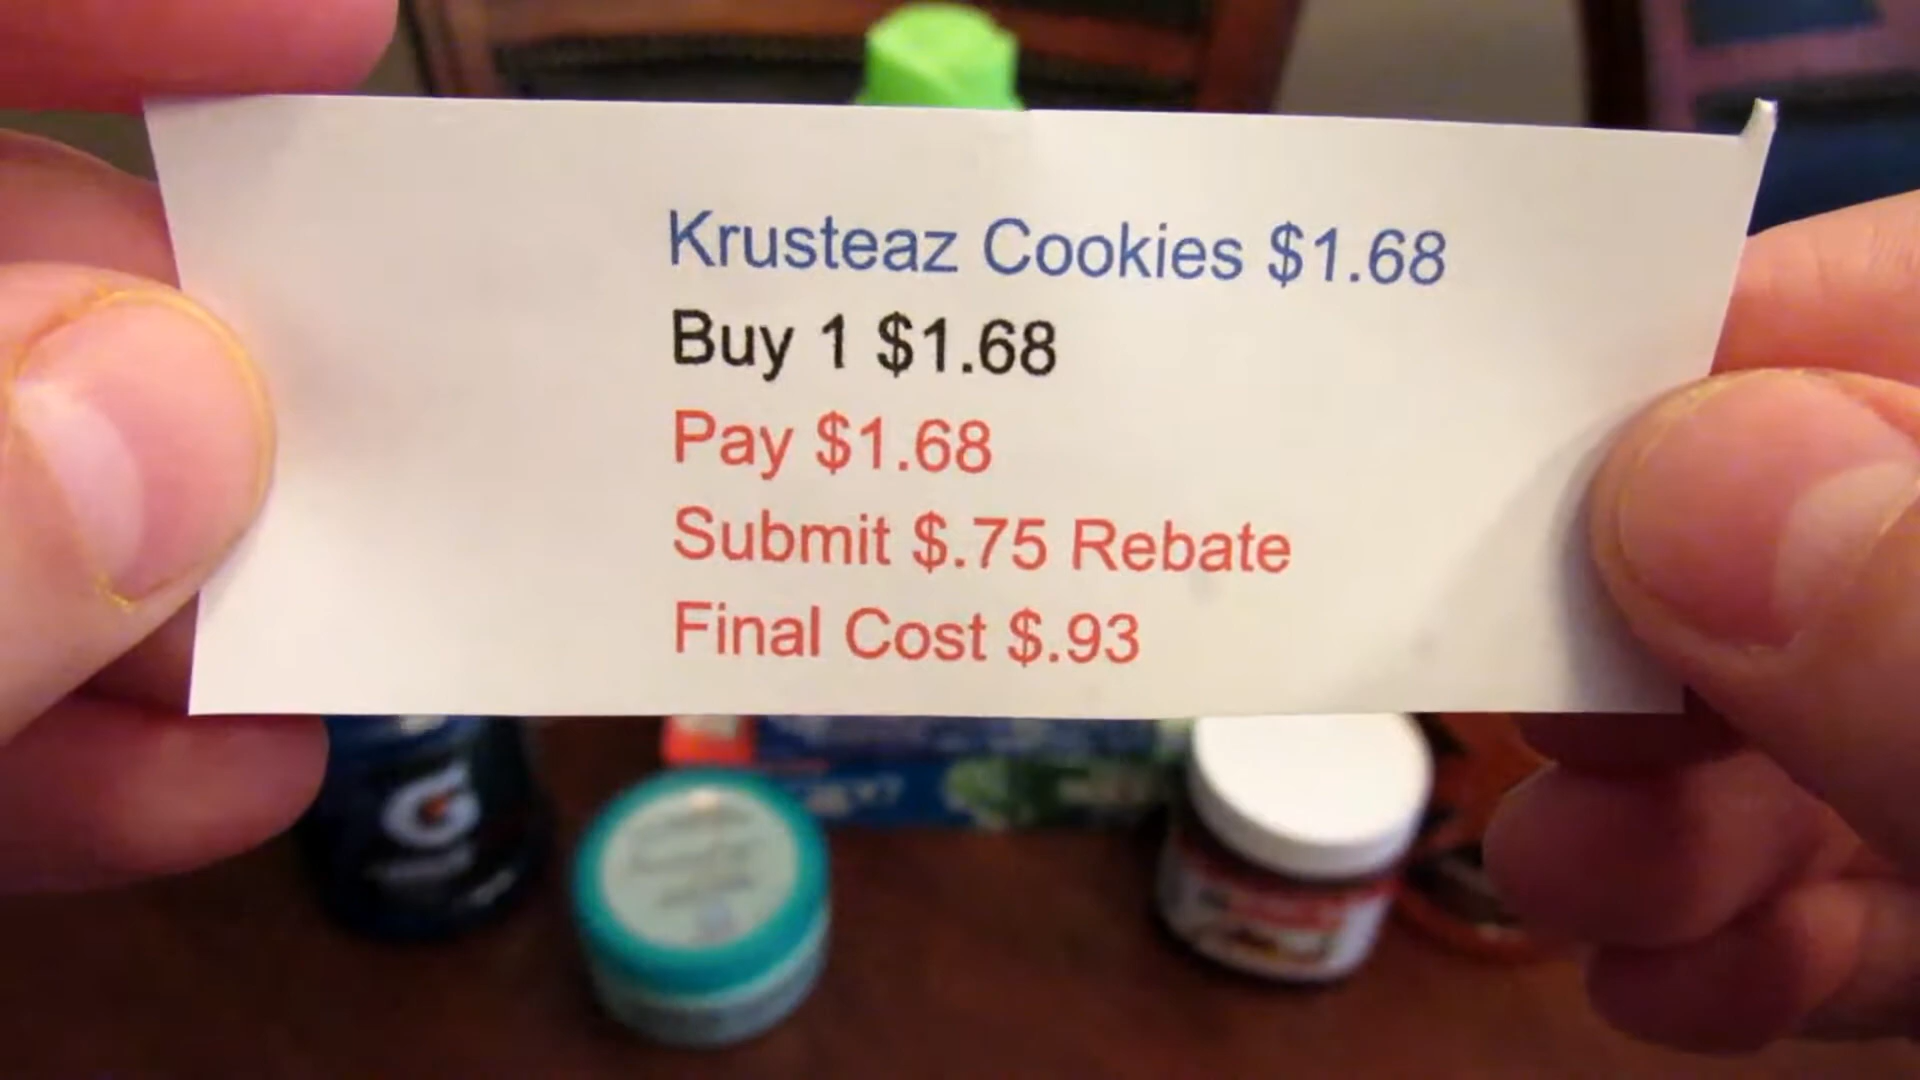 Krusteaz Cookies $1.68
Buy 1 $1.68
Pay $1.68
Submit $.75 Rebate
Final Cost $.93
G